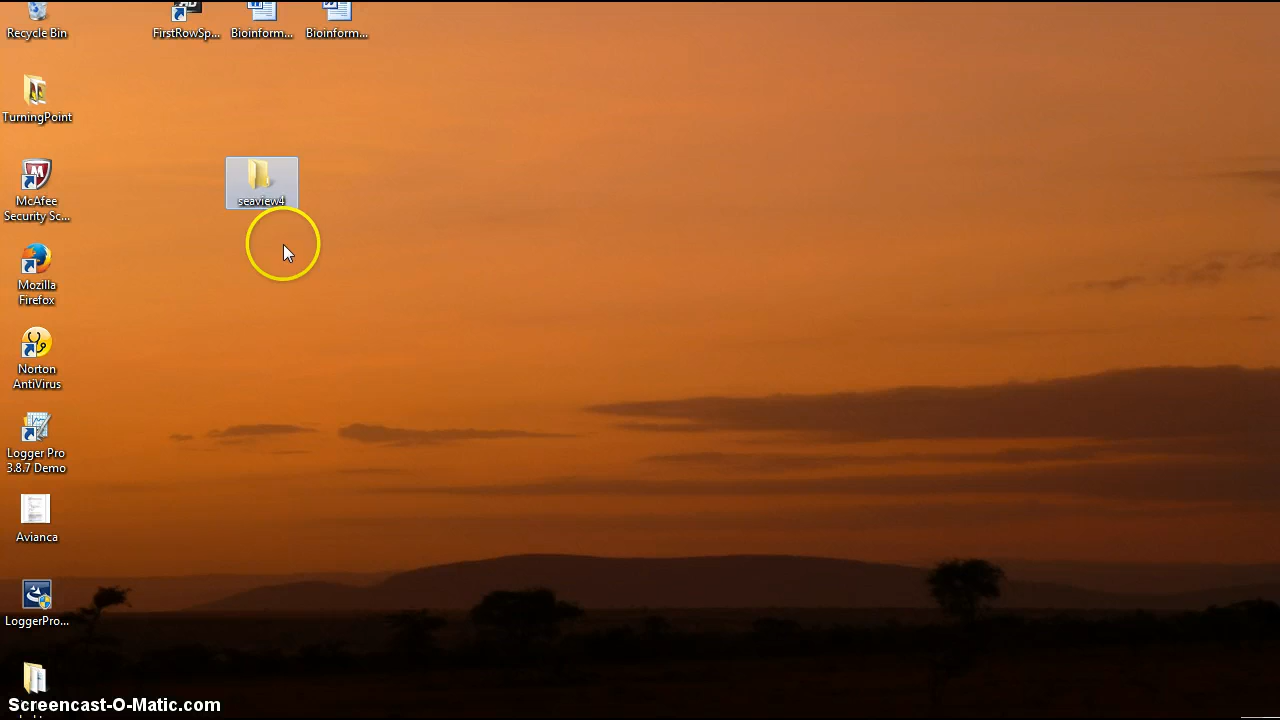 Recycle Bin
FirstRowSp...
Bioinform...
Bioinform...
TurningPoint
seaview4
McAfee
Security Sc...
Mozilla
Firefox
Norton
AntiVirus
Logger Pro
3.8.7 Demo
Avianca
LoggerPro...
Screencast-O-Matic.com